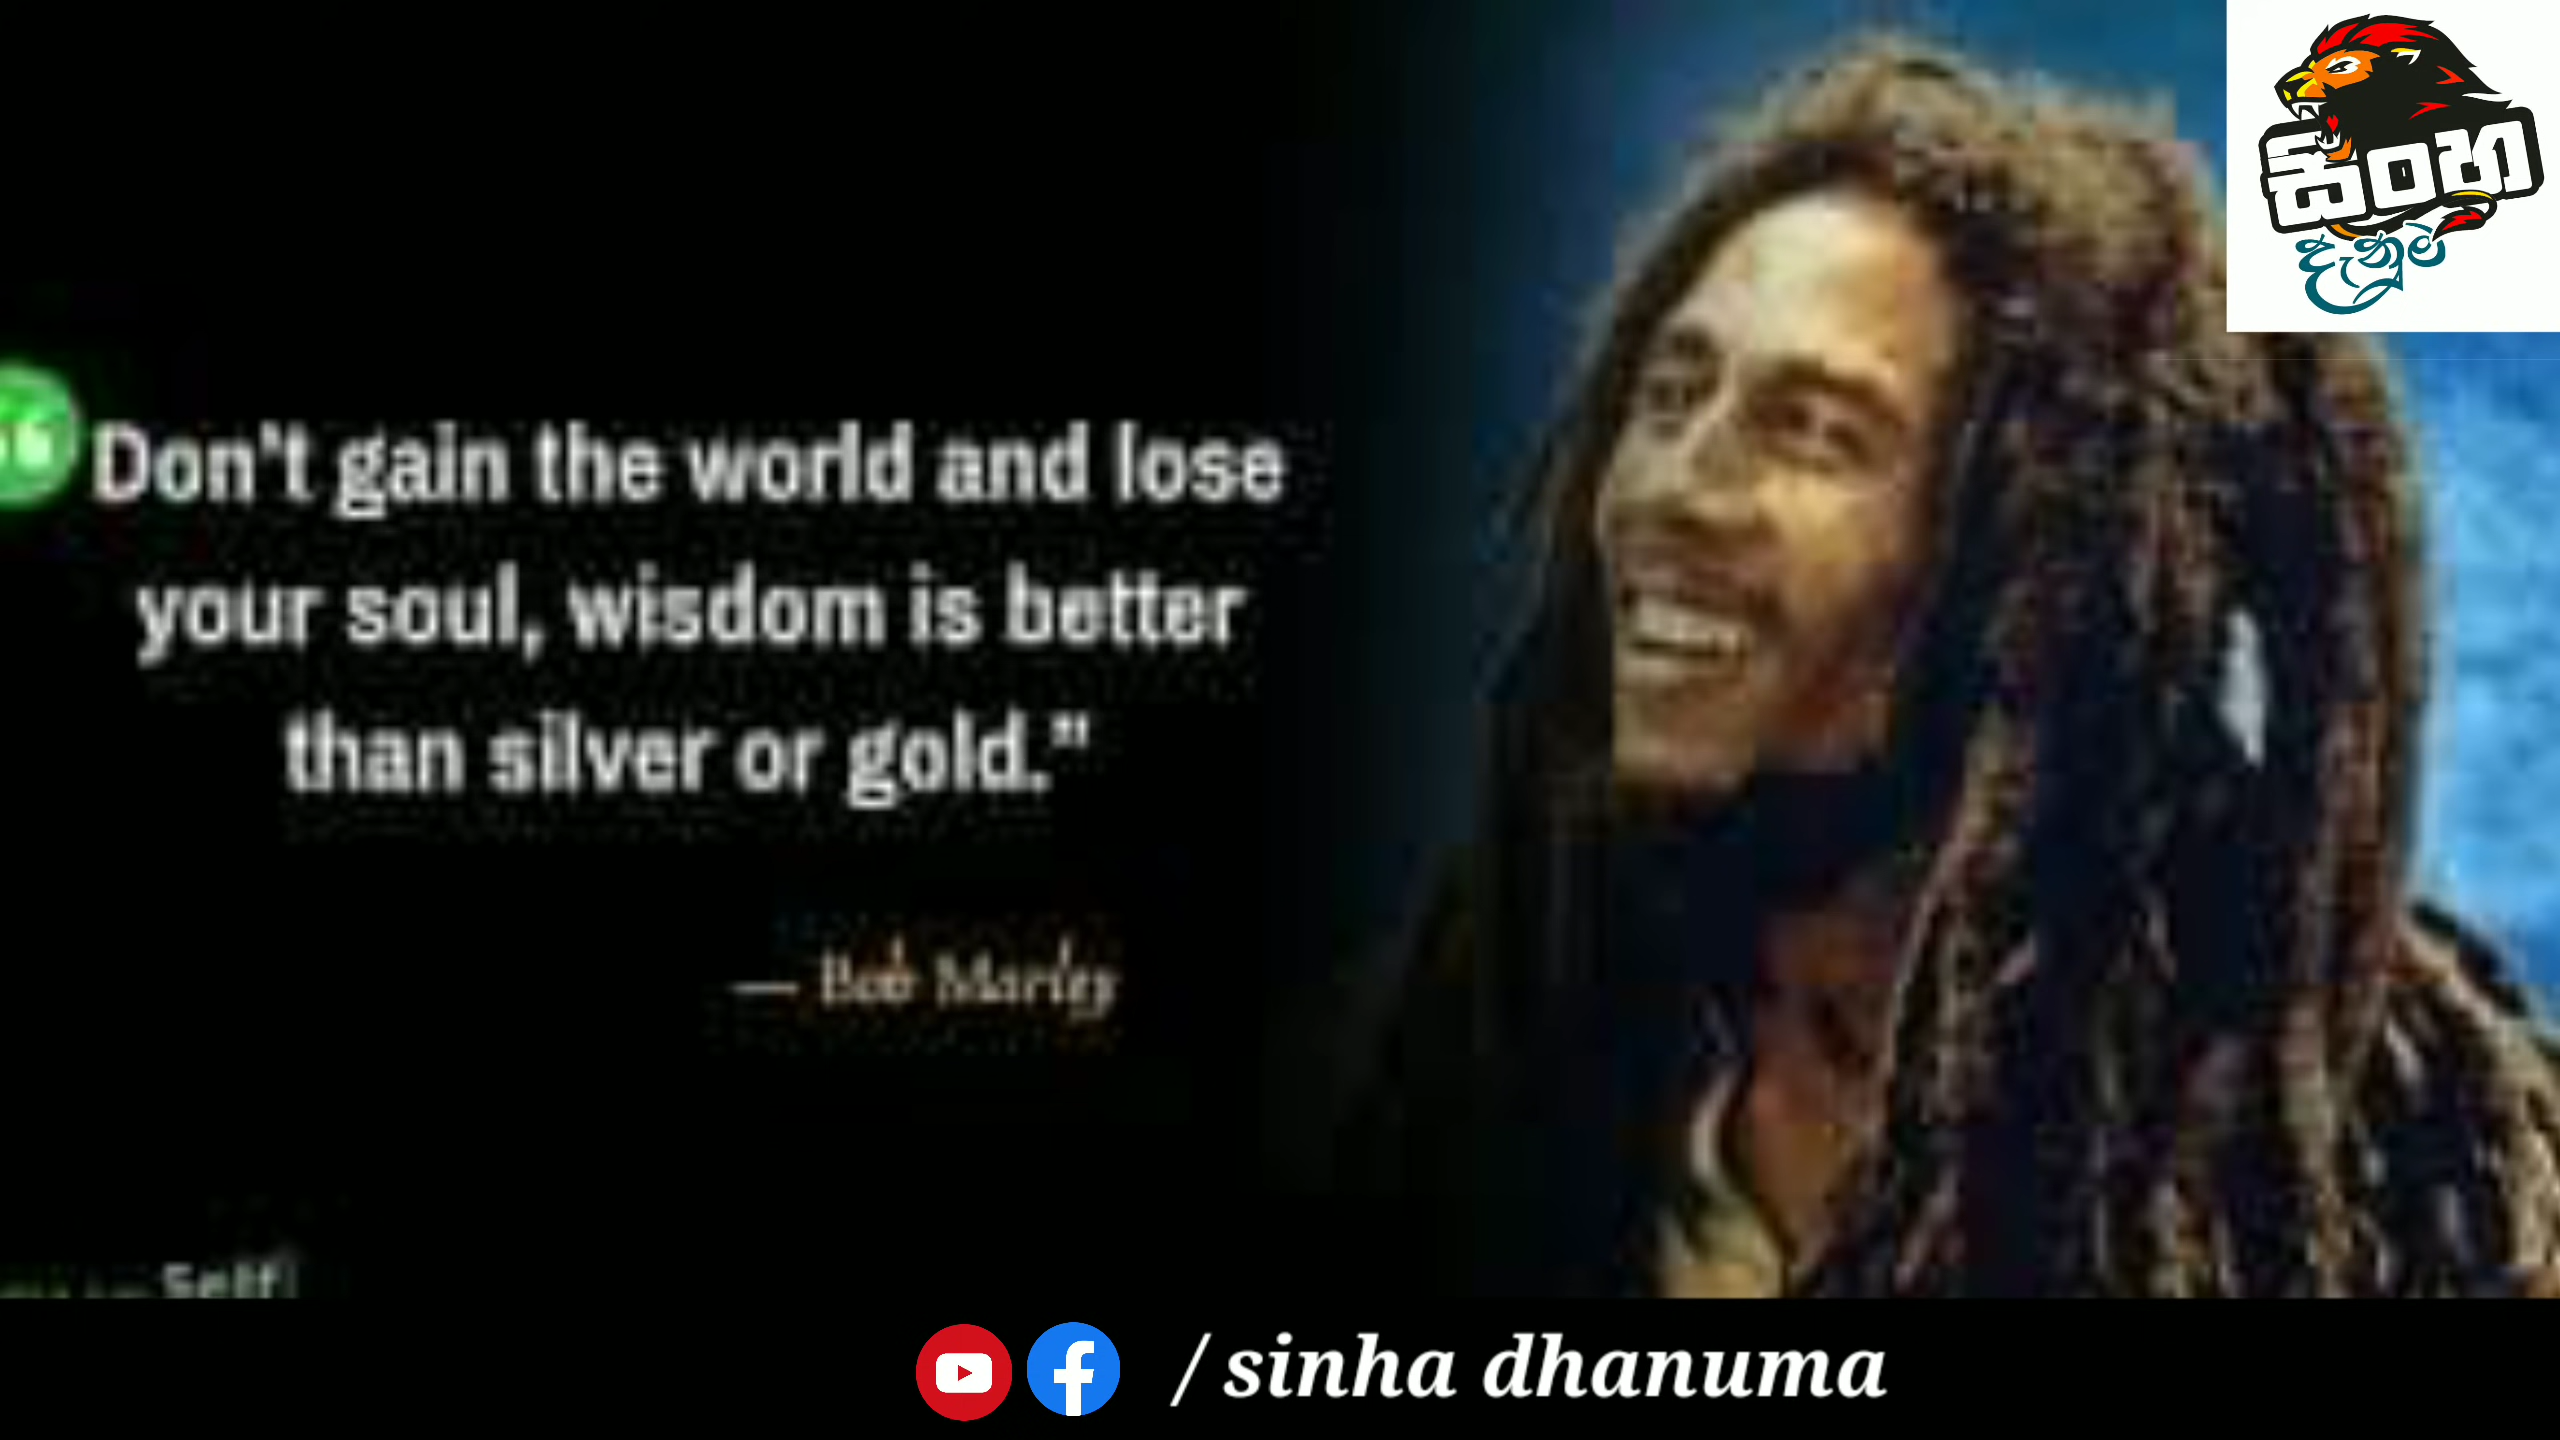 සිංහ
දැනුම
Don't gain the world and lose
your soul, wisdom is better
than silver or gold.”
— Bob Marley
Self
/ sinha dhanuma